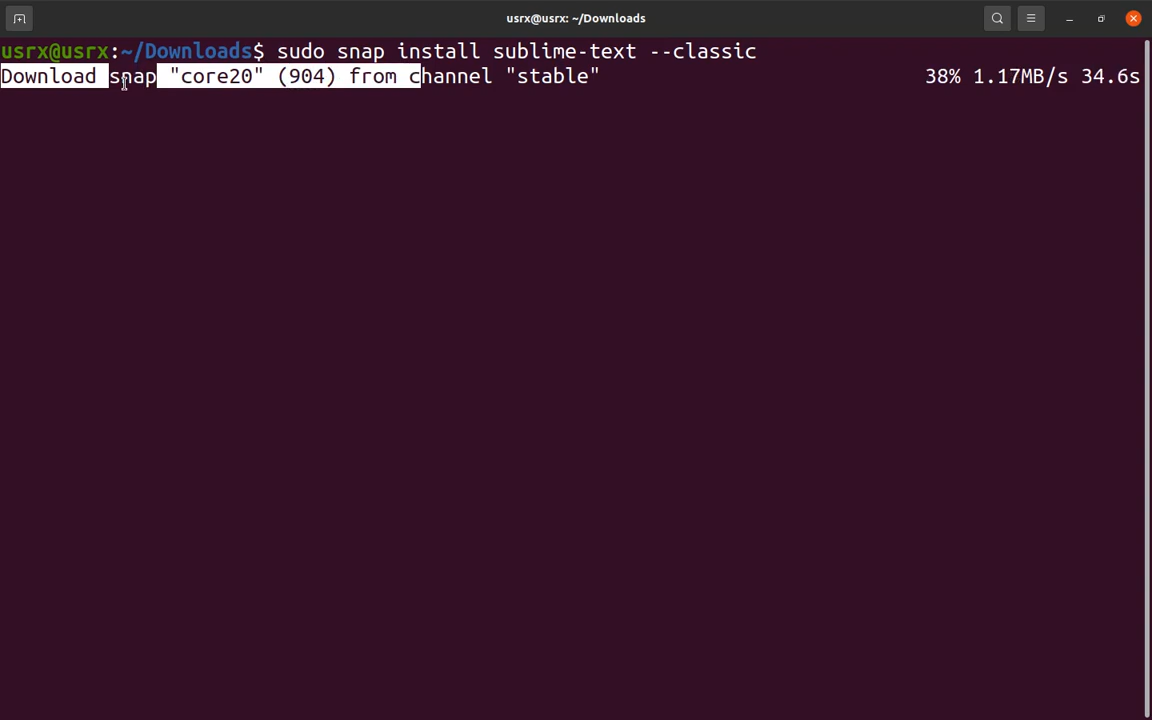 usrx@usrx: ~/Downloads
usrx@usrx:~/Downloads$ sudo snap install sublime-text --classic
Download snap "core20" (904) from channel "stable" 38% 1.17MB/s 34.6s